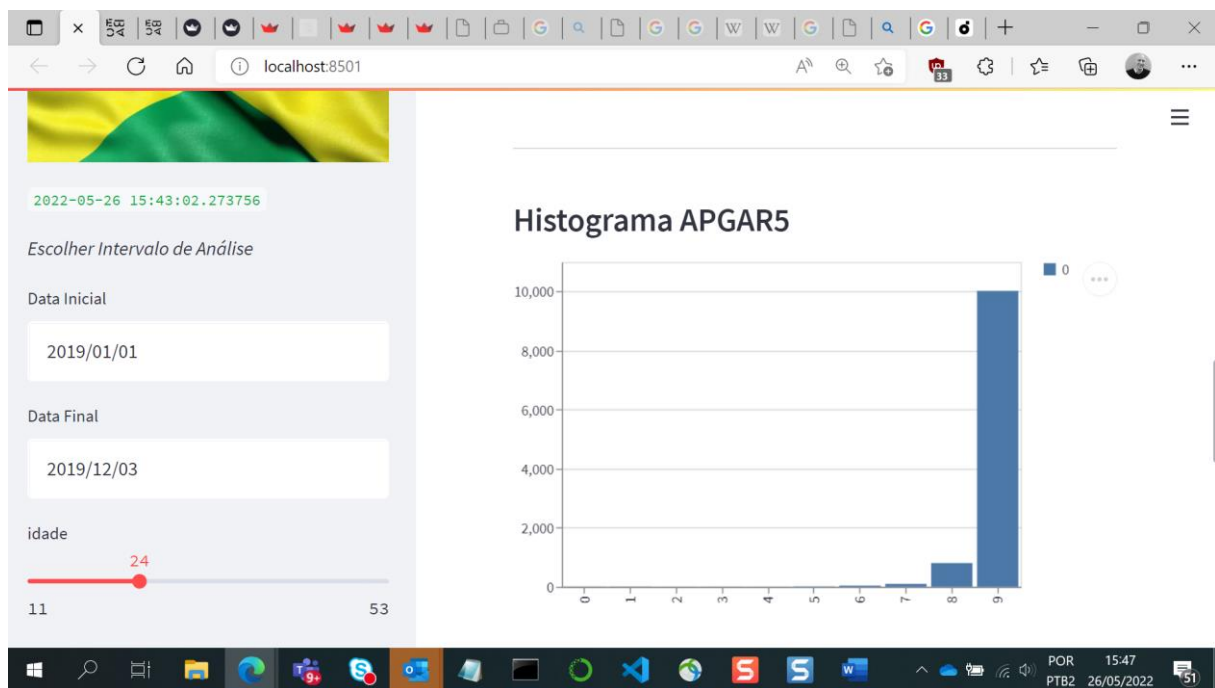 localhost:8501
33
2022-05-26 15:43:02.273756
Escolher Intervalo de Análise
Data Inicial
2019/01/01
Data Final
2019/12/03
idade
24
11
53
Histograma APGAR5
10,000
8,000
6,000
4,000
2,000
0
0 1 2 3 4 5 6 7 8 9
0
POR
PTB2
15:47
26/05/2022
51
9+